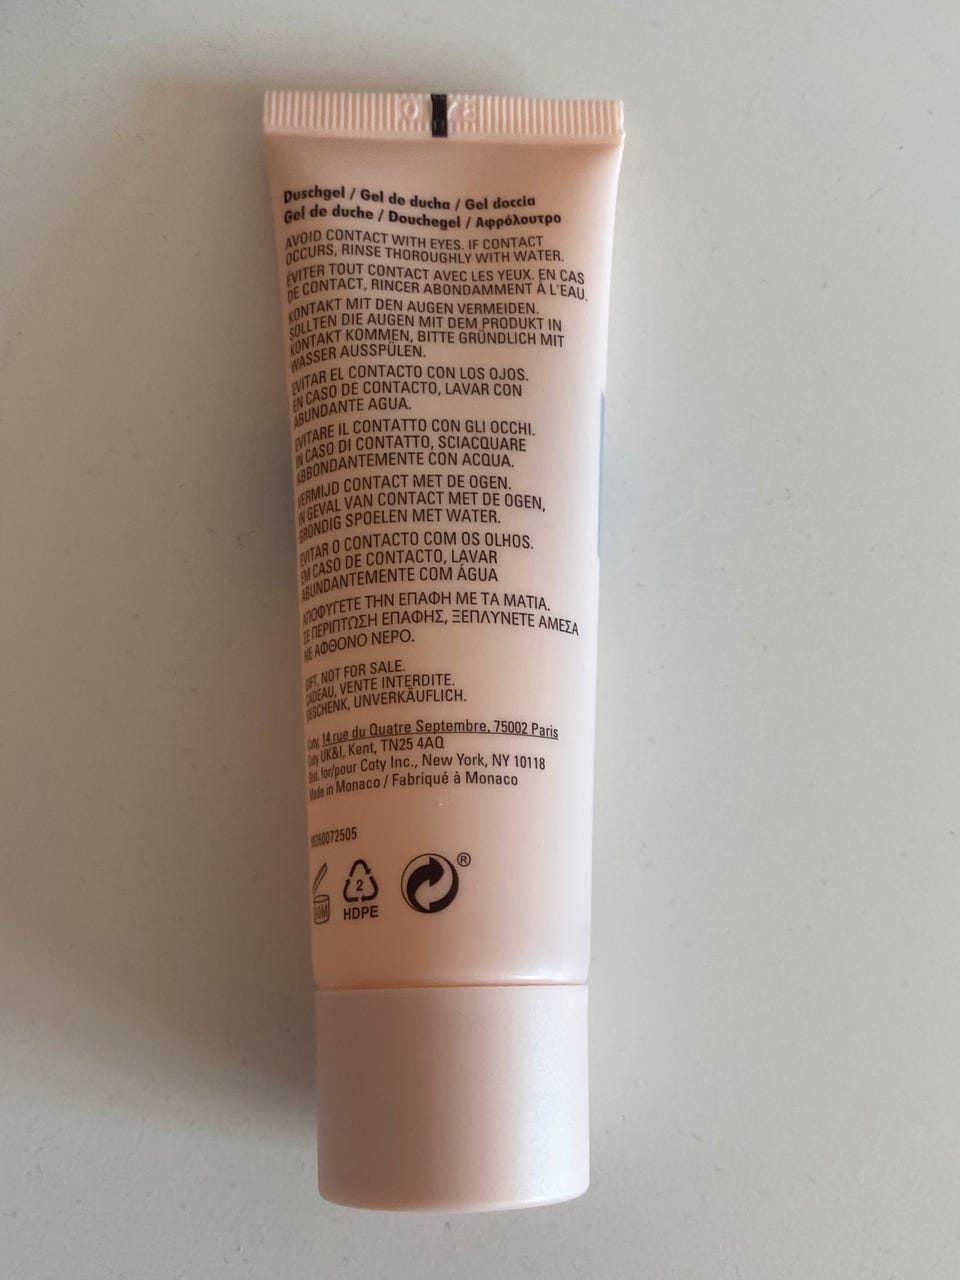 Duschgel / Gel de ducha / Gel doccia
Gel de duche / Douchegel / Αφρόλουτρο
AVOID CONTACT WITH EYES. IF CONTACT
OCCURS, RINSE THOROUGHLY WITH WATER.
ÉVITER TOUT CONTACT AVEC LES YEUX. EN CAS
DE CONTACT, RINCER ABONDAMMENT À L'EAU.
KONTAKT MIT DEN AUGEN VERMEIDEN.
SOLLTEN DIE AUGEN MIT DEM PRODUKT IN
KONTAKT KOMMEN, BITTE GRÜNDLICH MIT
WASSER AUSSPÜLEN.
EVITAR EL CONTACTO CON LOS OJOS.
EN CASO DE CONTACTO, LAVAR CON
ABUNDANTE AGUA.
EVITARE IL CONTATTO CON GLI OCCHI.
IN CASO DI CONTATTO, SCIACQUARE
ABBONDANTEMENTE CON ACQUA.
VERMIJD CONTACT MET DE OGEN.
IN GEVAL VAN CONTACT MET DE OGEN,
GRONDIG SPOELEN MET WATER.
EVITAR O CONTACTO COM OS OLHOS.
EM CASO DE CONTACTO, LAVAR
ABUNDANTEMENTE COM ÁGUA
ΑΠΟΦΥΓΕΤΕ ΤΗΝ ΕΠΑΦΗ ΜΕ ΤΑ ΜΑΤΙΑ.
ΣΕ ΠΕΡΙΠΤΩΣΗ ΕΠΑΦΗΣ, ΞΕΠΛΥΝΕΤΕ ΑΜΕΣΑ
ΜΕ ΑΦΘΟΝΟ ΝΕΡΟ.
GIFT, NOT FOR SALE.
CADEAU, VENTE INTERDITE.
GESCHENK, UNVERKÄUFLICH.
Coty, 14 rue du Quatre Septembre, 75002 Paris
Coty UK&I, Kent, TN25 4AQ
Dist. for/pour Coty Inc., New York, NY 10118
Made in Monaco / Fabriqué à Monaco
®
2
HDPE